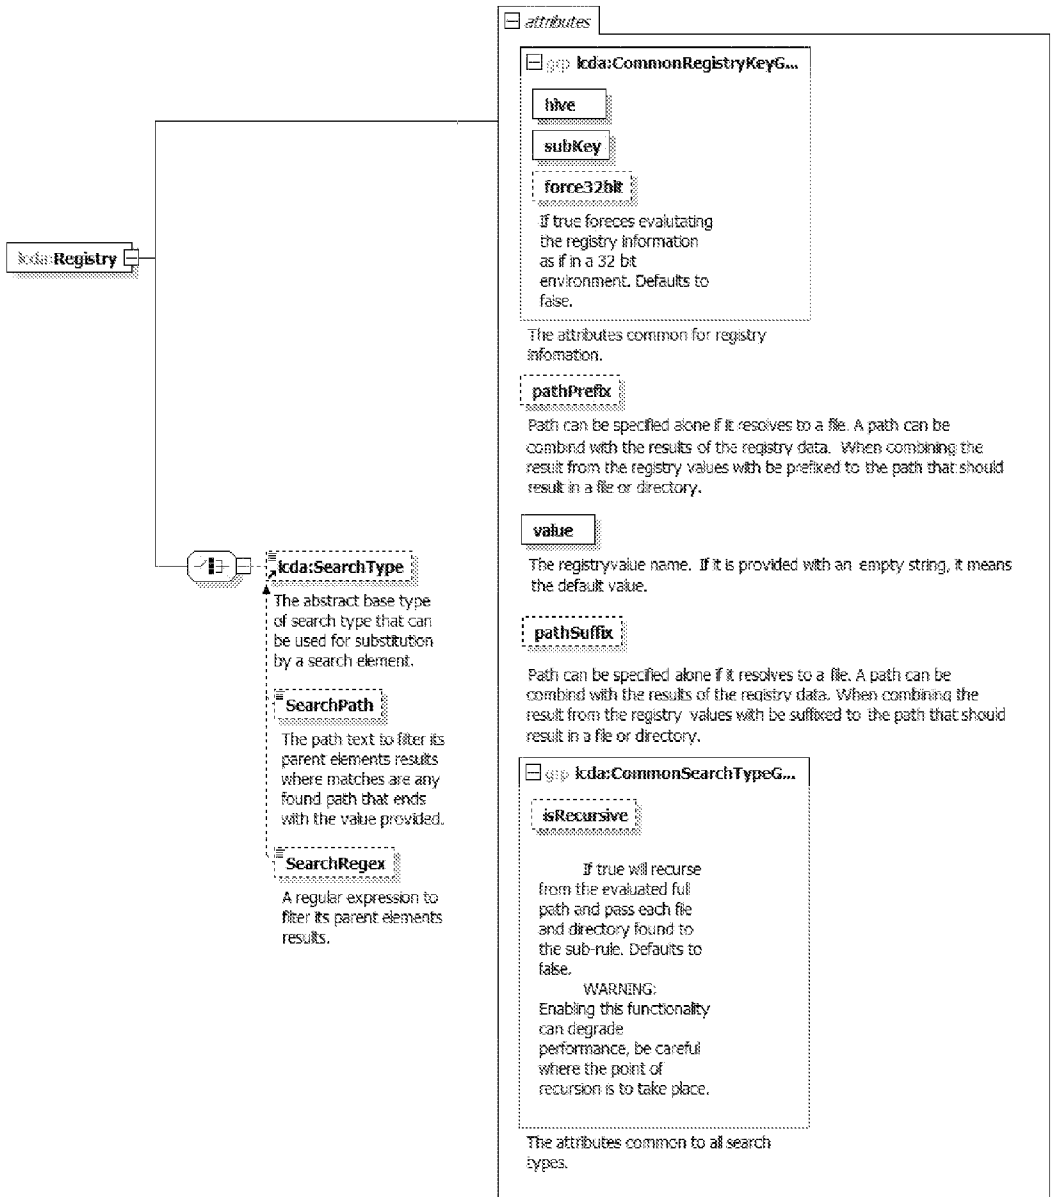 attributes
grp lcda:CommonRegistryKeyG...
hive
subKey
force32bit
If true foreces evalutating
the registry information
as if in a 32 bit
environment. Defaults to
false.
The attributes common for registry
infomation.
pathPrefix
Path can be specified alone if it resolves to a file. A path can be
combind with the results of the registry data. When combining the
result from the registry values with be prefixed to the path that should
result in a file or directory.
value
The registryvalue name. If it is provided with an empty string, it means
the default value.
pathSuffix
Path can be specified alone if it resolves to a file. A path can be
combind with the results of the registry data. When combining the
result from the registry values with be suffixed to the path that should
result in a file or directory.
grp lcda:CommonSearchTypeG...
isRecursive
If true will recurse
from the evaluated full
path and pass each file
and directory found to
the sub-rule. Defaults to
false.
WARNING:
Enabling this functionality
can degrade
performance, be careful
where the point of
recursion is to take place.
The attributes common to all search
types.
lcda:Registry
lcda:SearchType
The abstract base type
of search type that can
be used for substitution
by a search element.
SearchPath
The path text to filter its
parent elements results
where matches are any
found path that ends
with the value provided.
SearchRegex
A regular expression to
filter its parent elements
results.